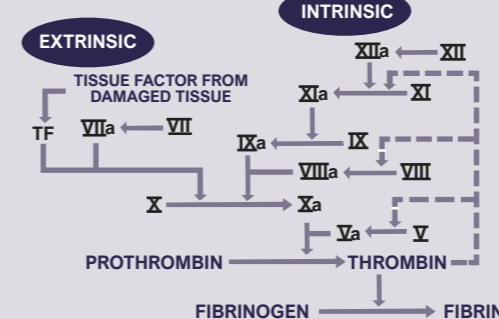 INTRINSIC
EXTRINSIC
XIIa XII
TISSUE FACTOR FROM
DAMAGED TISSUE
XIa XI
TF VIIa VII
IXa IX
VIIIa VIII
X Xa
Va V
PROTHROMBIN THROMBIN
FIBRINOGEN FIBRIN